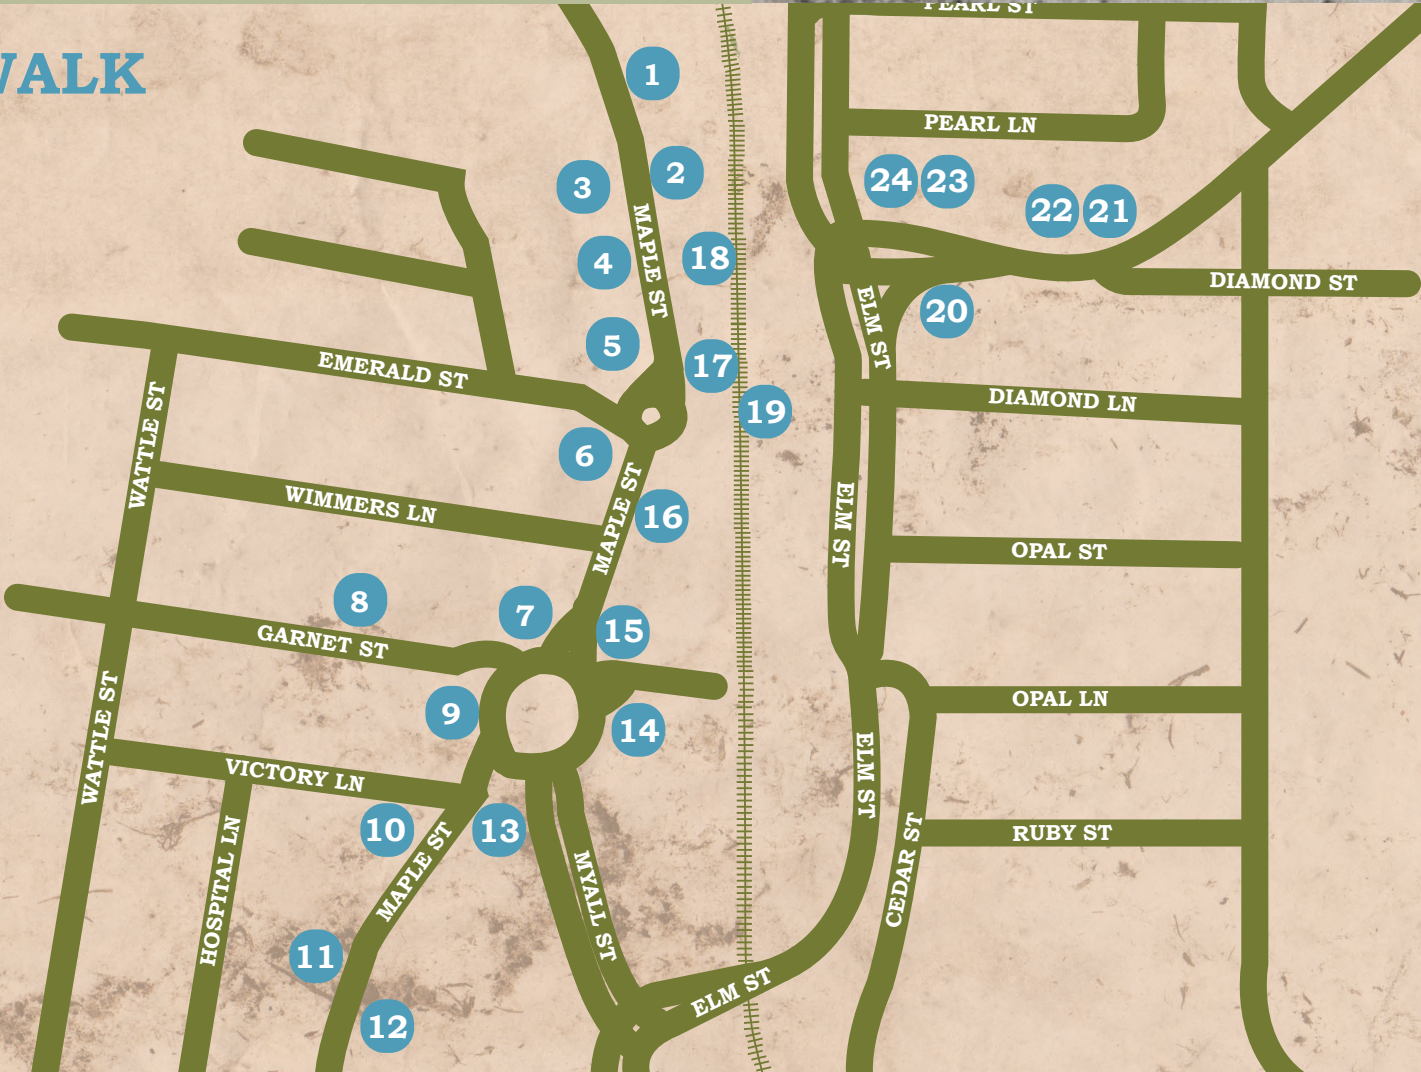 PEARL ST
WALK
1
PEARL LN
2
3
24
23
22
21
MAPLE ST
4
18
DIAMOND ST
20
ELM ST
5
17
EMERALD ST
DIAMOND LN
19
WATTLE ST
6
WIMMERS LN
MAPLE ST
16
ELM ST
OPAL ST
8
7
15
GARNET ST
WATTLE ST
9
14
OPAL LN
VICTORY LN
ELM ST
10
13
RUBY ST
MAPLE ST
HOSPITAL LN
MYALL ST
CEDAR ST
11
ELM ST
12